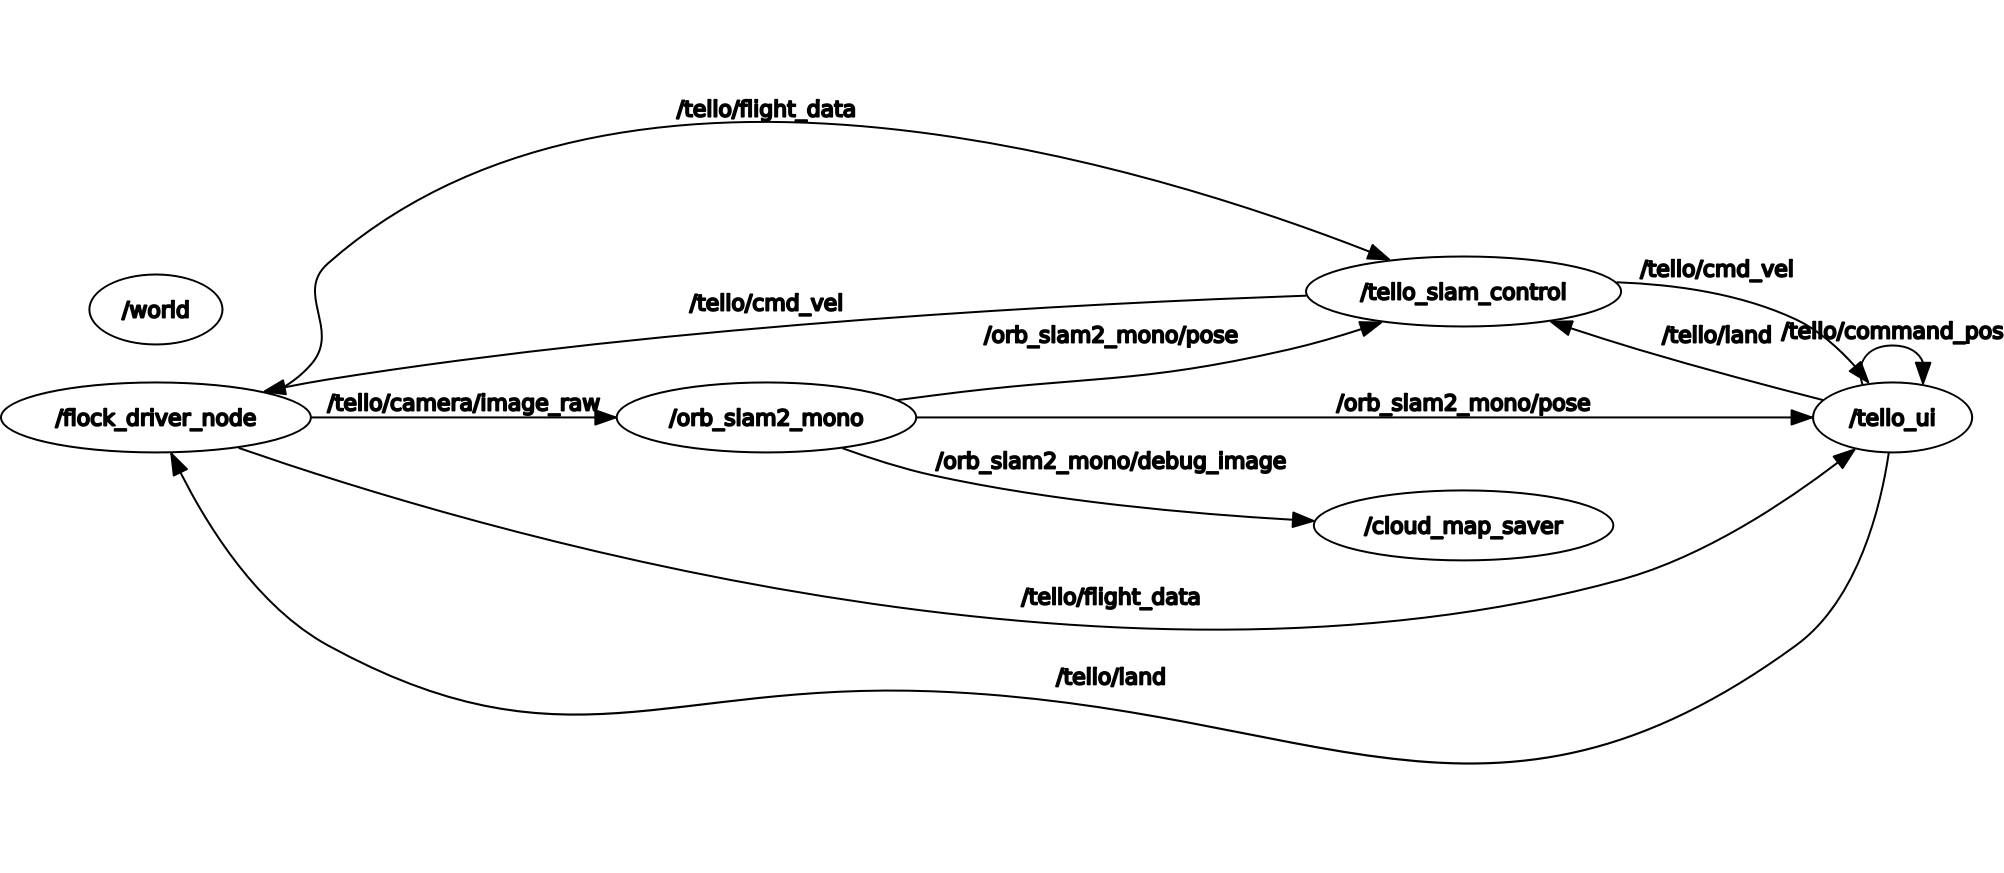 /tello/flight_data
/tello/cmd_vel
/world
/tello_slam_control
/tello/cmd_vel
/orb_slam2_mono/pose
/tello/land
/tello/command_pos
/tello/camera/image_raw
/orb_slam2_mono/pose
/flock_driver_node
/orb_slam2_mono
/tello_ui
/orb_slam2_mono/debug_image
/cloud_map_saver
/tello/flight_data
/tello/land